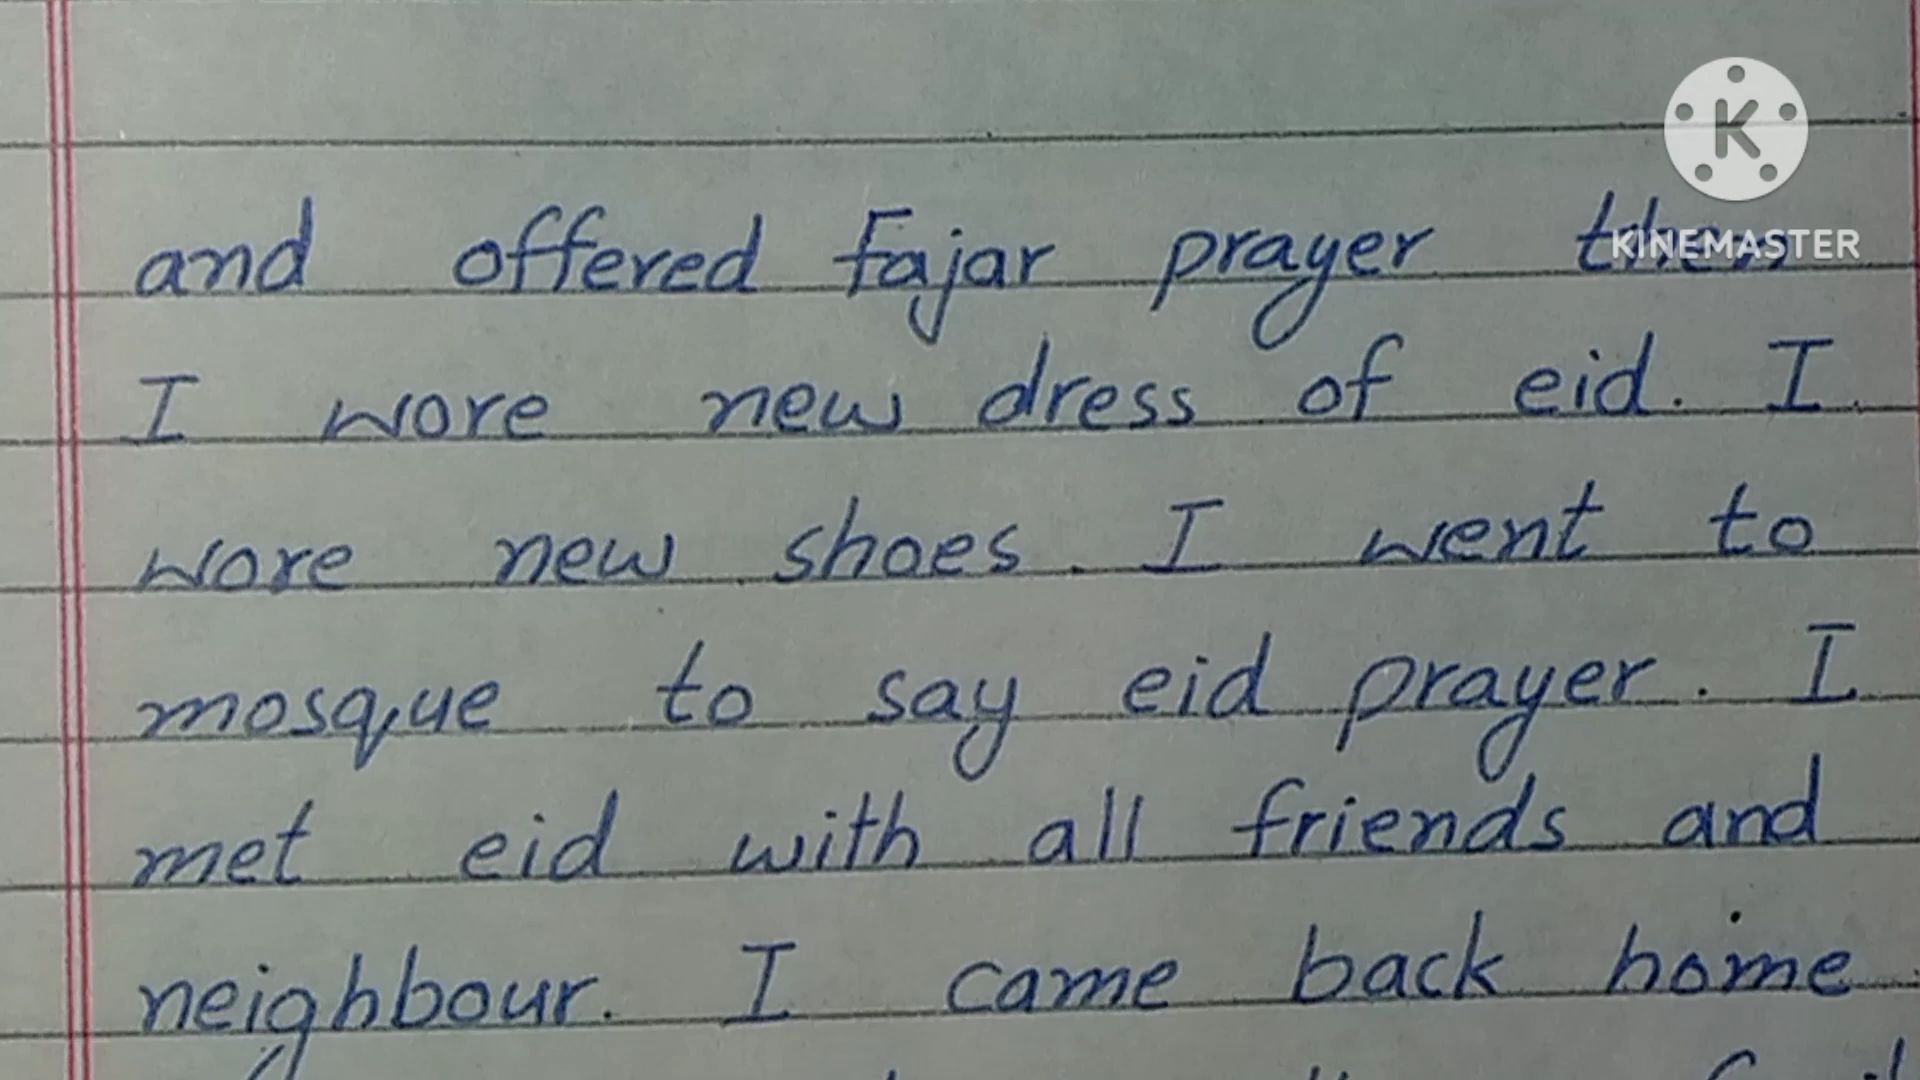 KINEMASTER
and offered Fajar prayer then
I wore new dress of eid. I
wore new shoes. I went to
mosque to say eid prayer. I
met eid with all friends and
neighbour. I came back home